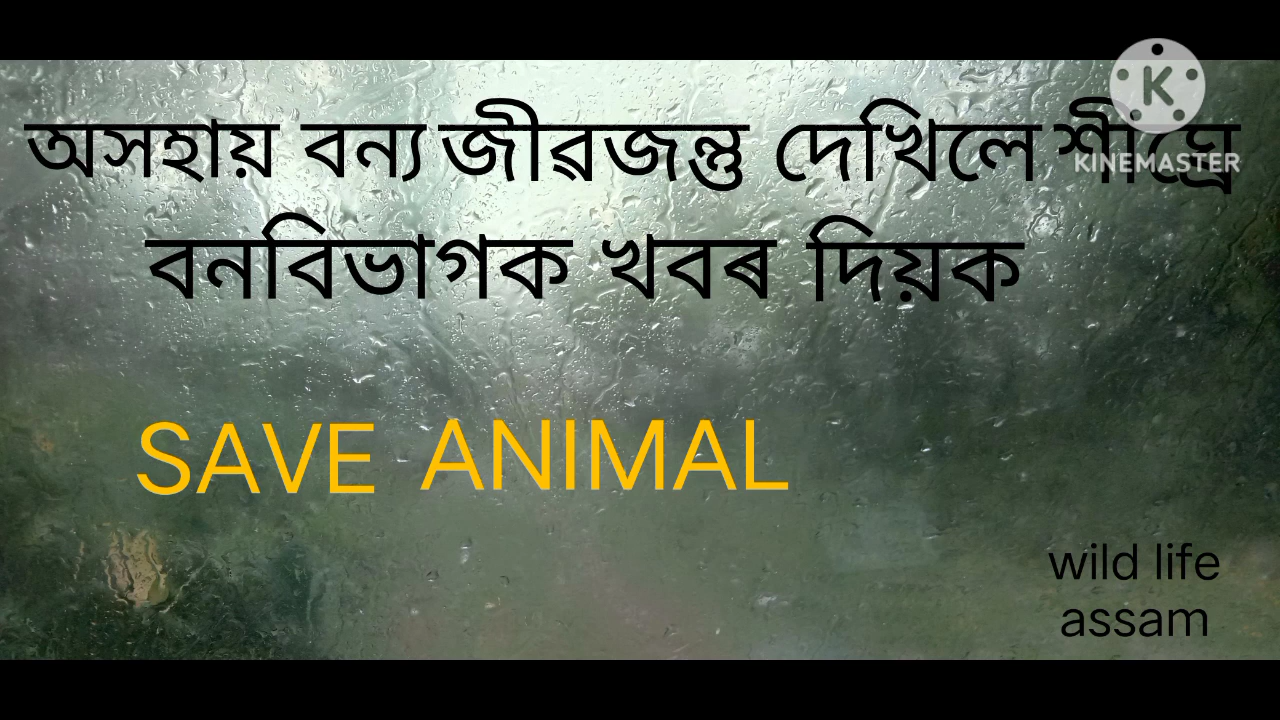 অসহায় বন্য জীৱজন্তু দেখিলে শীঘ্ৰে
বনবিভাগক খবৰ দিয়ক
SAVE ANIMAL
wild life
assam
K
KINEMASTER